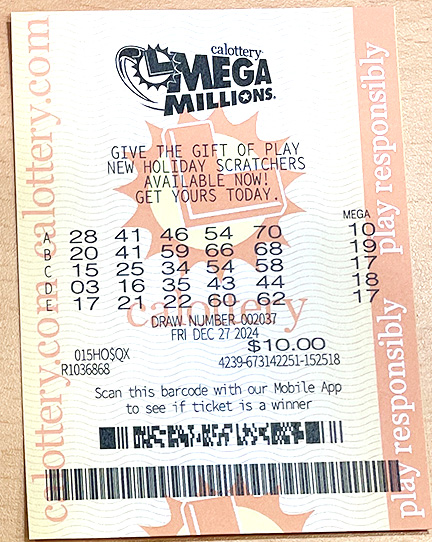 calottery
MEGA
MILLIONS.
GIVE THE GIFT OF PLAY
NEW HOLIDAY SCRATCHERS
AVAILABLE NOW!
GET YOURS TODAY.
MEGA
A 28 41 46 54 70 10
B 20 41 59 66 68 19
C 15 25 34 54 58 17
D 03 16 35 43 44 18
E 17 21 22 60 62 17
calottery
DRAW NUMBER 002037
FRI DEC 27 2024
$10.00
015HO$QX
R1036868
4239-673142251-152518
Scan this barcode with our Mobile App
to see if ticket is a winner
calottery.com calottery.com
play responsibly play responsibly